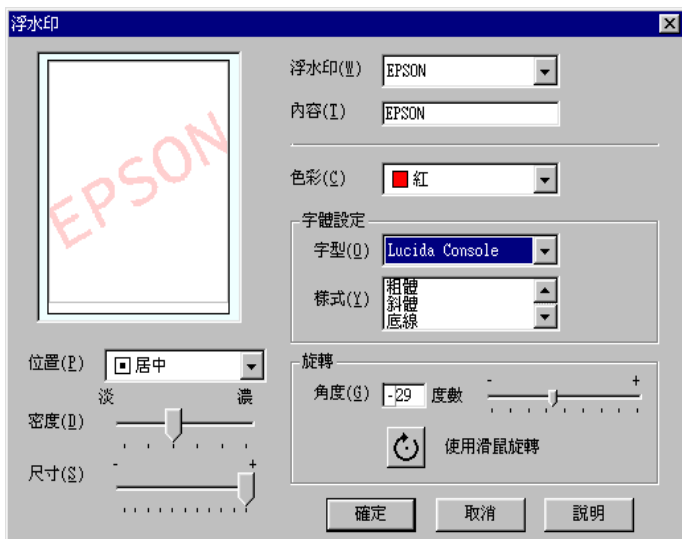 浮水印
EPSON
浮水印(W) EPSON
內容(T) EPSON
色彩(C) 紅
字體設定
字型(O) Lucida Console
樣式(Y) 粗體
斜體
底線
位置(P) 居中
淡 濃
密度(D)
尺寸(S) - +
旋轉
角度(G) -29 度數 - +
使用滑鼠旋轉
確定 取消 說明